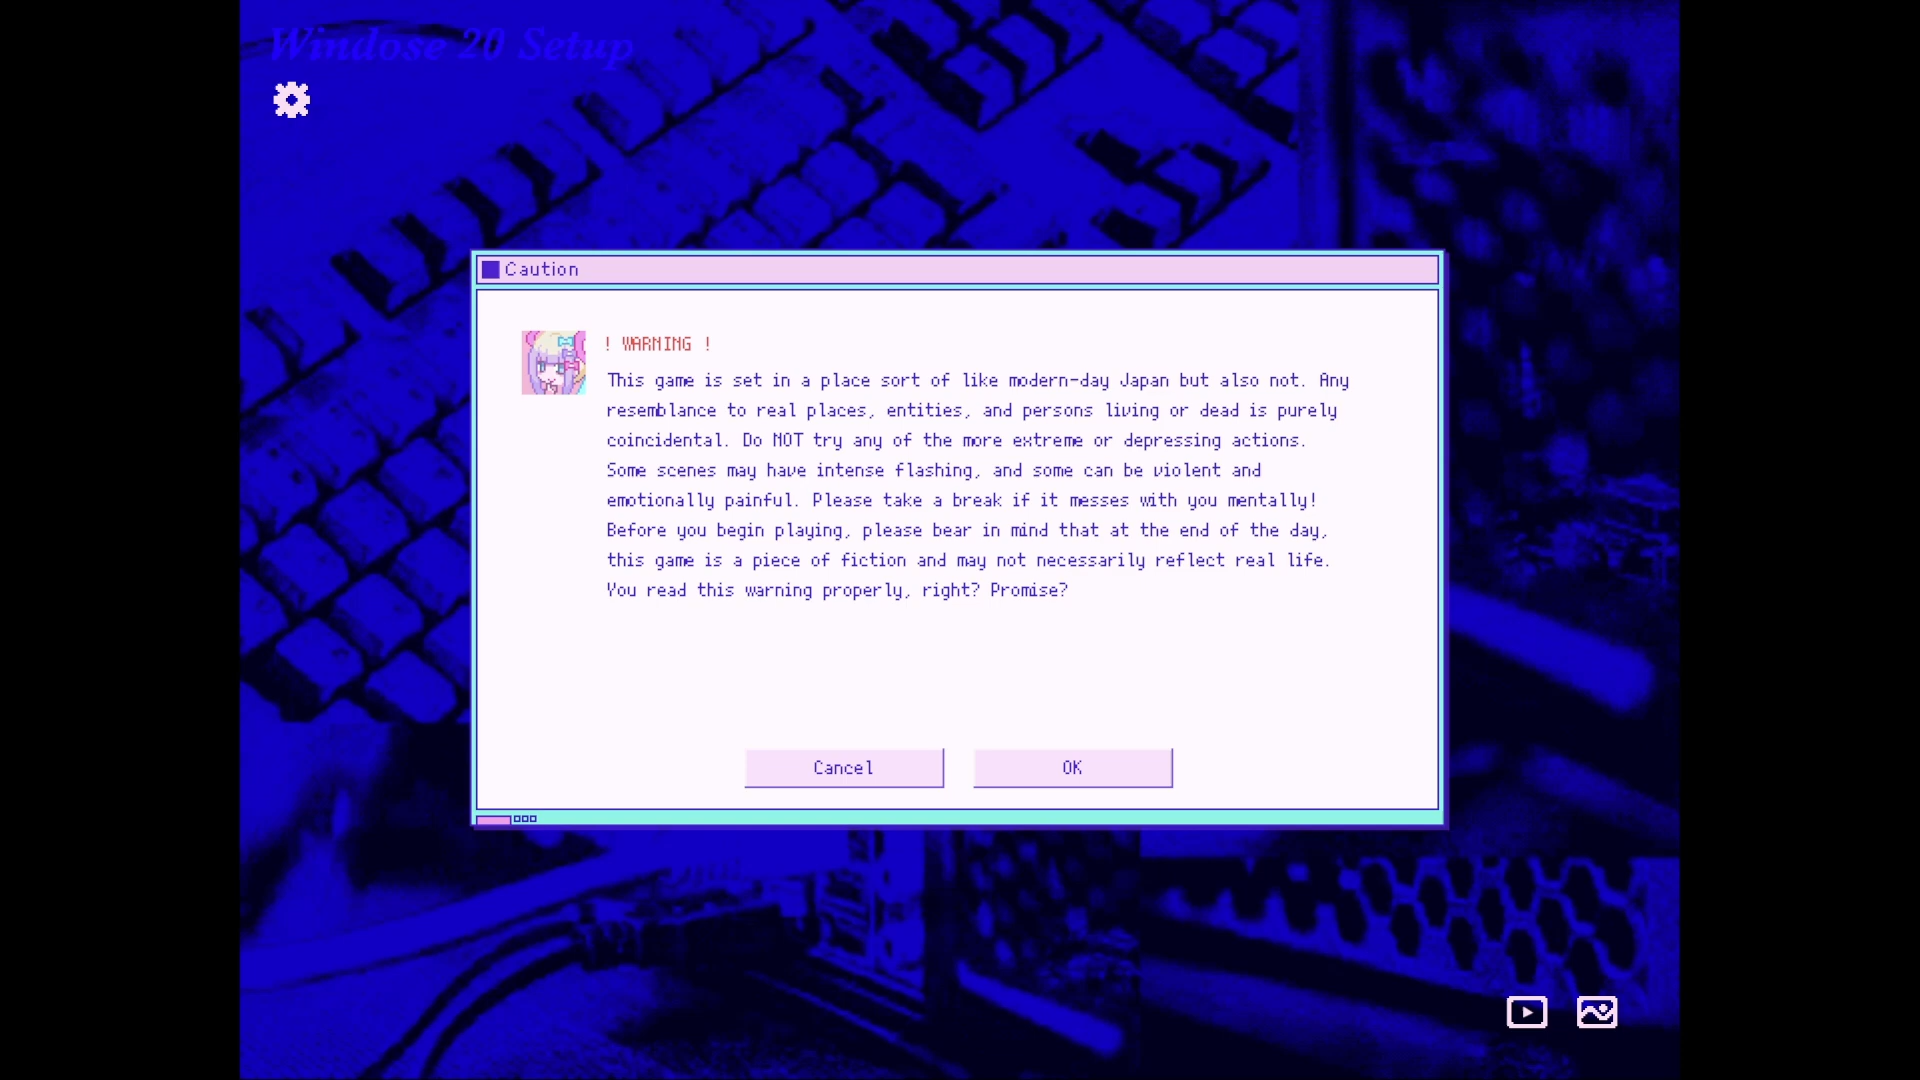 Windose 20 Setup
Caution
! WARNING !
This game is set in a place sort of like modern-day Japan but also not. Any
resemblance to real places, entities, and persons living or dead is purely
coincidental. Do NOT try any of the more extreme or depressing actions.
Some scenes may have intense flashing, and some can be violent and
emotionally painful. Please take a break if it messes with you mentally!
Before you begin playing, please bear in mind that at the end of the day,
this game is a piece of fiction and may not necessarily reflect real life.
You read this warning properly, right? Promise?
Cancel
OK